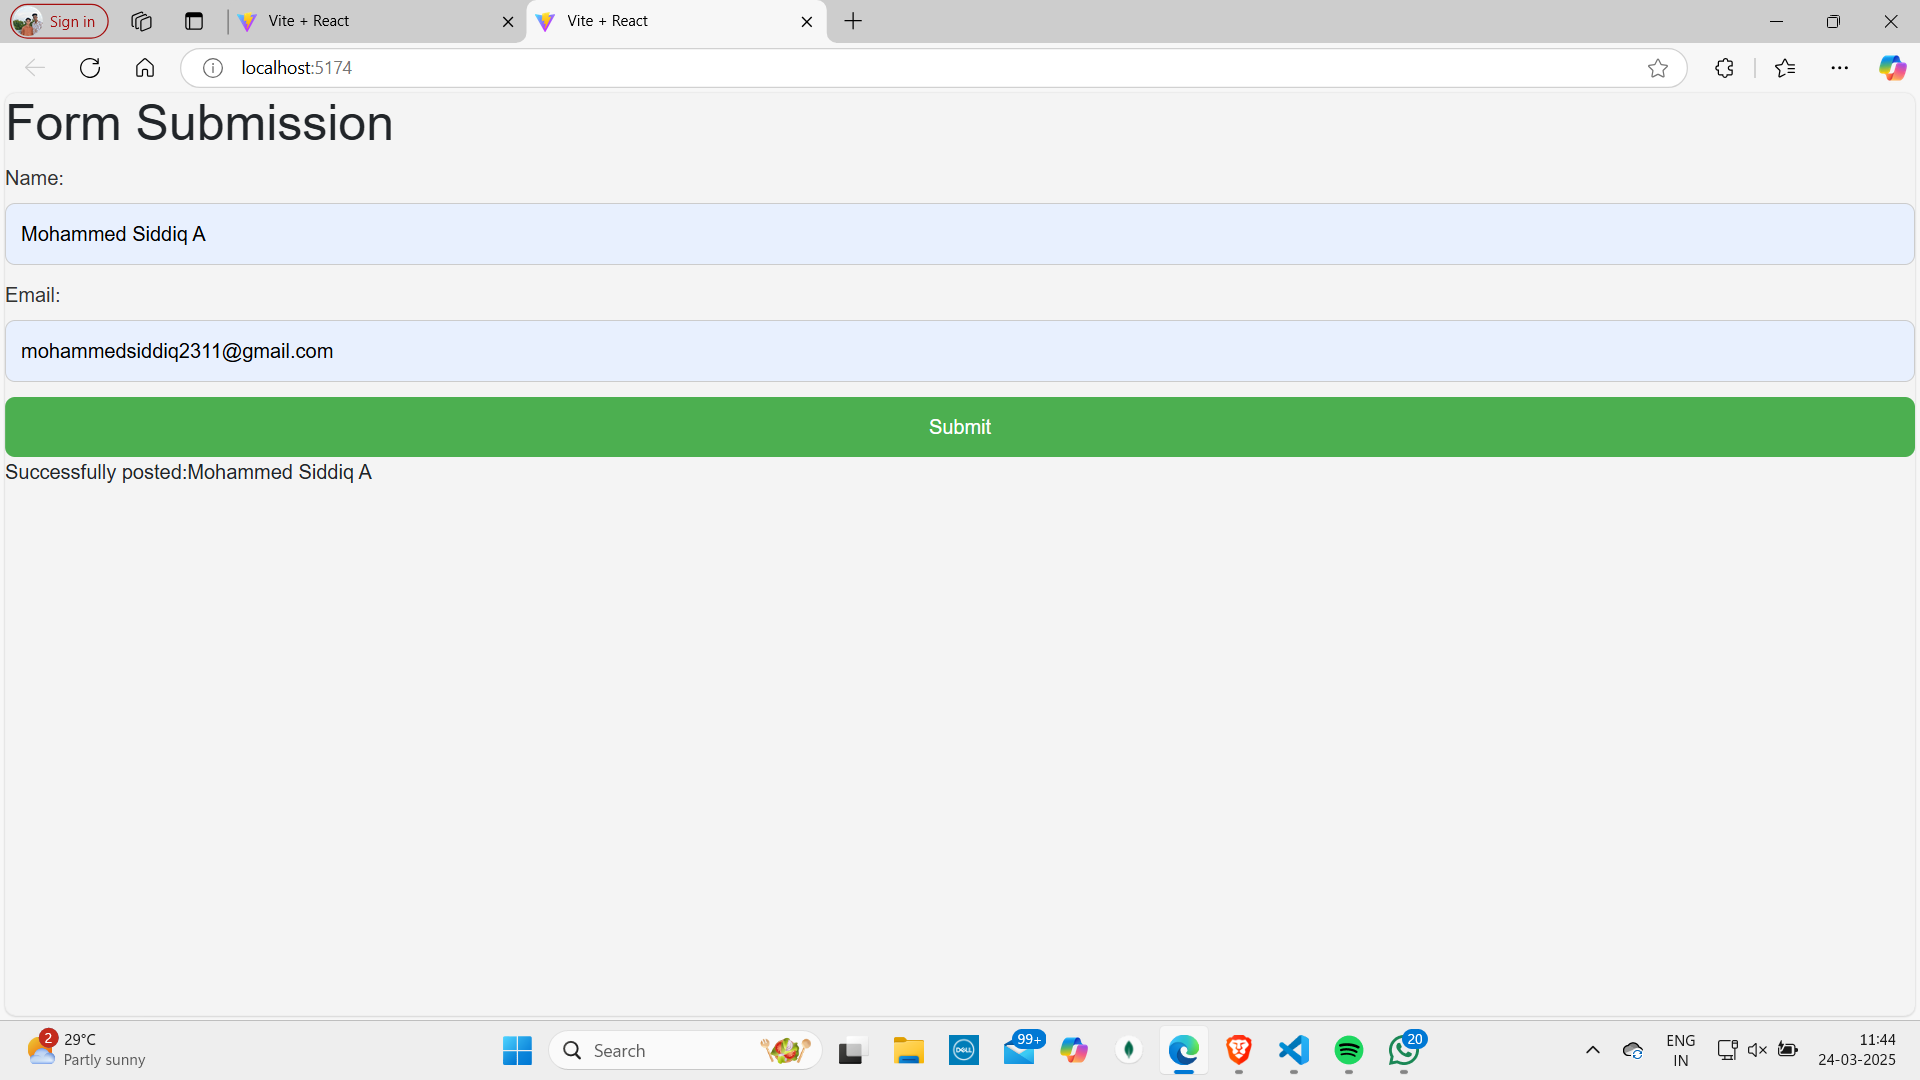 Sign in
Vite + React
Vite + React
localhost:5174
Form Submission
Name:
Mohammed Siddiq A
Email:
mohammedsiddiq2311@gmail.com
Submit
Successfully posted:Mohammed Siddiq A
2
29°C
Partly sunny
Search
DELL
99+
20
ENG
IN
11:44
24-03-2025